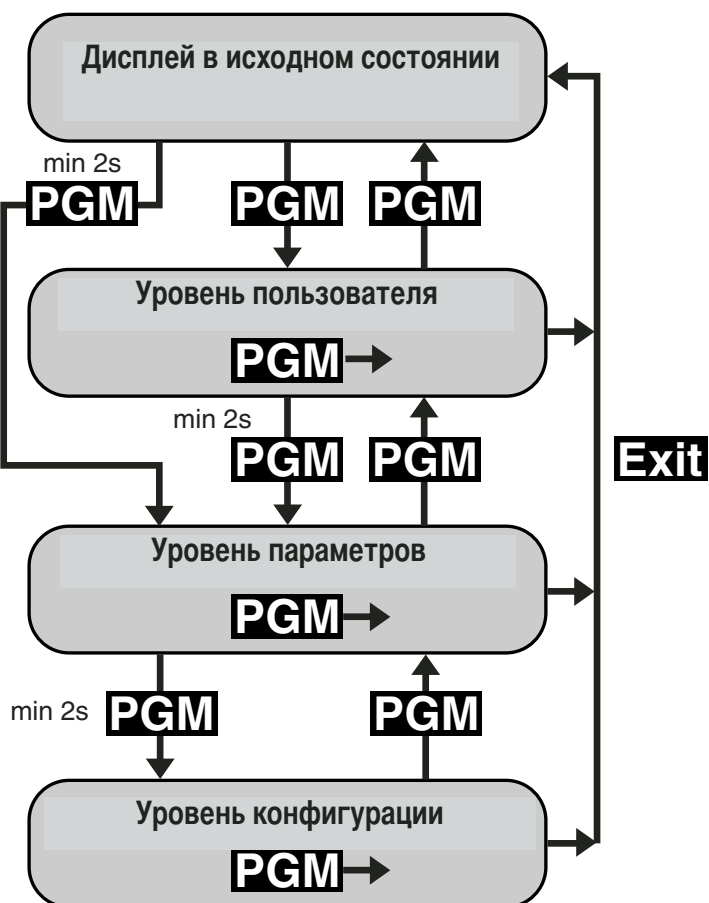 Дисплей в исходном состоянии
min 2s
PGM PGM PGM
Уровень пользователя
PGM
min 2s
PGM PGM
Exit
Уровень параметров
PGM
min 2s PGM PGM
Уровень конфигурации
PGM